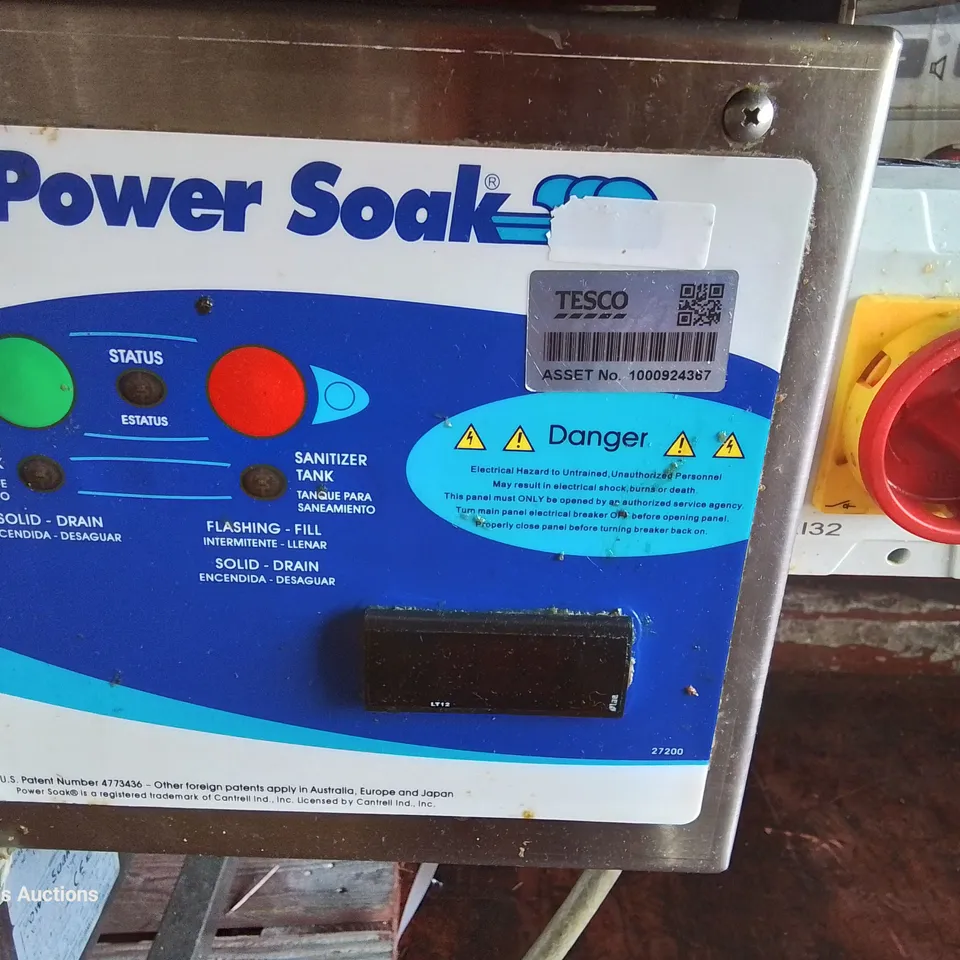 Power Soak®
TESCO
ASSET No. 1000924367
STATUS
ESTATUS
SANITIZER
TANK
TANQUE PARA
SANEAMIENTO
SOLID - DRAIN
CENDIDA - DESAGUAR
FLASHING - FILL
INTERMITENTE - LLENAR
SOLID - DRAIN
ENCENDIDA - DESAGUAR
Danger
Electrical Hazard to Untrained, Unauthorized Personnel
May result in electrical shock, burns or death.
This panel must ONLY be opened by an authorized service agency.
Turn main panel electrical breaker OFF before opening panel.
Properly close panel before turning breaker back on.
LT12
27200
U.S. Patent Number 4773436 – Other foreign patents apply in Australia, Europe and Japan
Power Soak® is a registered trademark of Cantrell Ind., Inc. Licensed by Cantrell Ind., Inc.
s Auctions